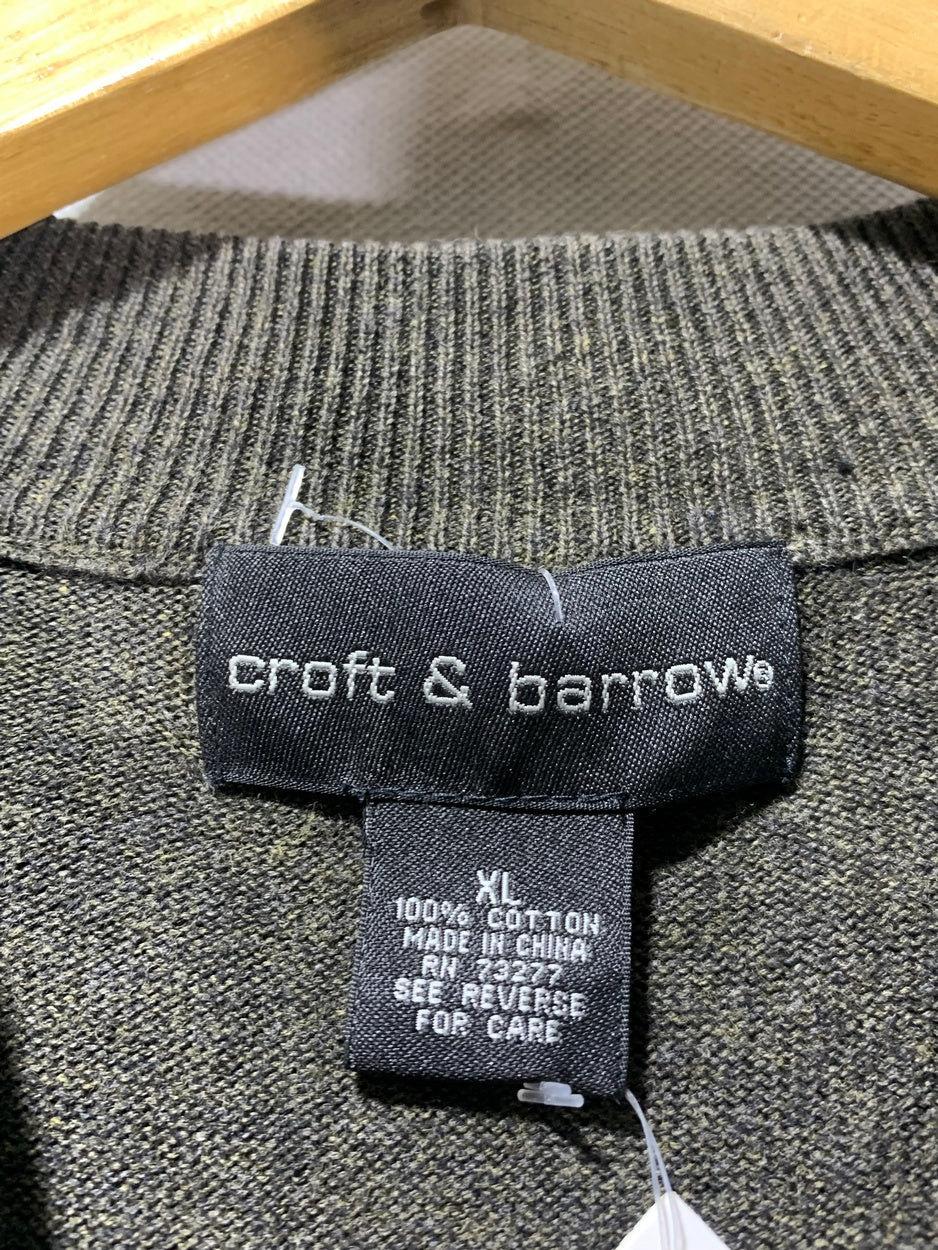 croft & barrow®
XL
100% COTTON
MADE IN CHINA
RN 73277
SEE REVERSE
FOR CARE